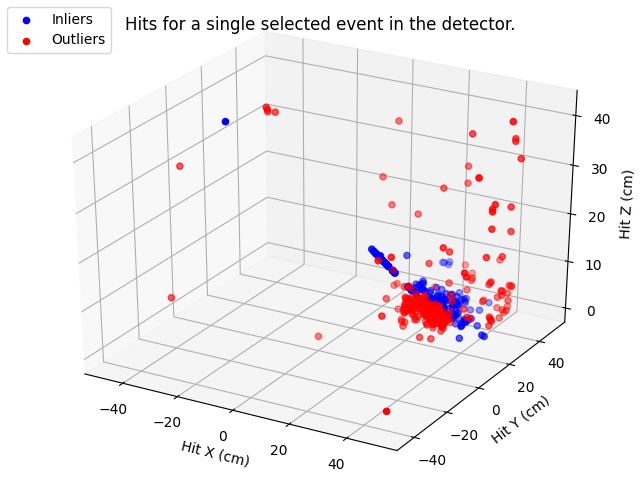 Hits for a single selected event in the detector.
Inliers
Outliers
40
30
20
10
0
Hit Z (cm)
40
20
0
−20
−40
Hit Y (cm)
−40
−20
0
20
40
Hit X (cm)